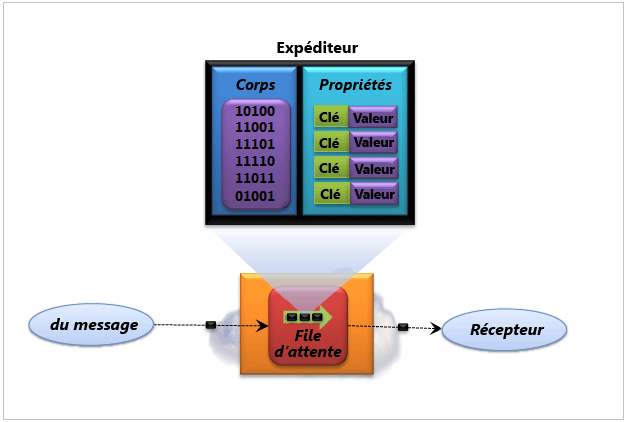 Expéditeur
Corps
Propriétés
10100
11001
11101
11110
11011
01001
Clé Valeur
Clé Valeur
Clé Valeur
Clé Valeur
du message
File
d'attente
Récepteur